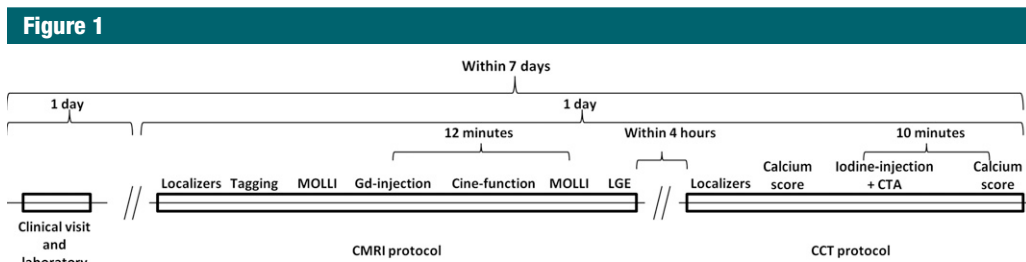 Figure 1
Within 7 days
1 day
1 day
12 minutes
Within 4 hours
10 minutes
Localizers Tagging MOLLI Gd-injection Cine-function MOLLI LGE
Localizers
Calcium
score
Iodine-injection
+ CTA
Calcium
score
Clinical visit
and
laboratory
CMRI protocol
CCT protocol